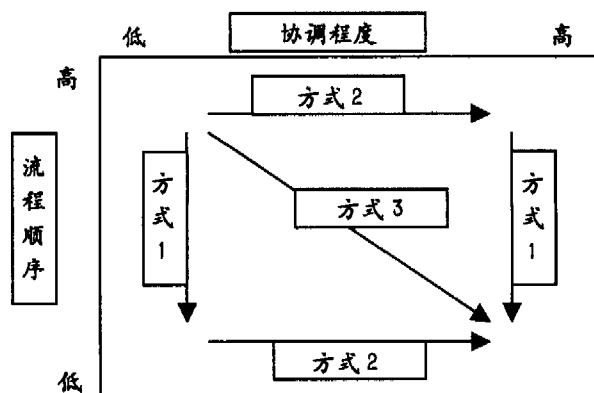 低 协调程度 高
高
方式 2
流程顺序
方式1
方式 3
方式1
方式 2
低